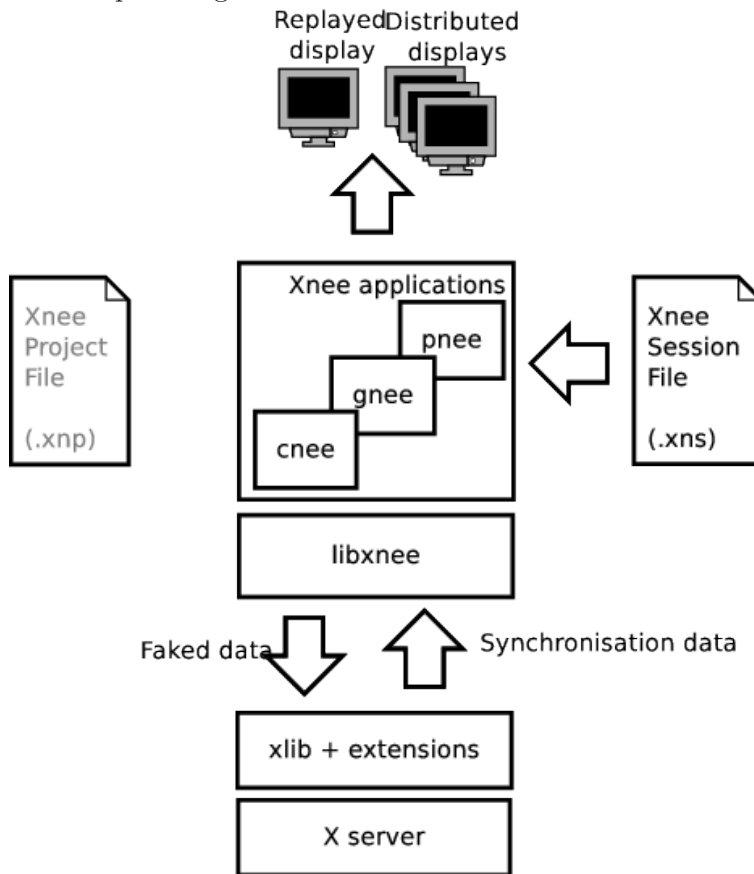 Replayed
display
Distributed
displays
Xnee applications
pnee
gnee
cnee
Xnee
Project
File
(.xnp)
Xnee
Session
File
(.xns)
libxnee
Faked data
Synchronisation data
xlib + extensions
X server